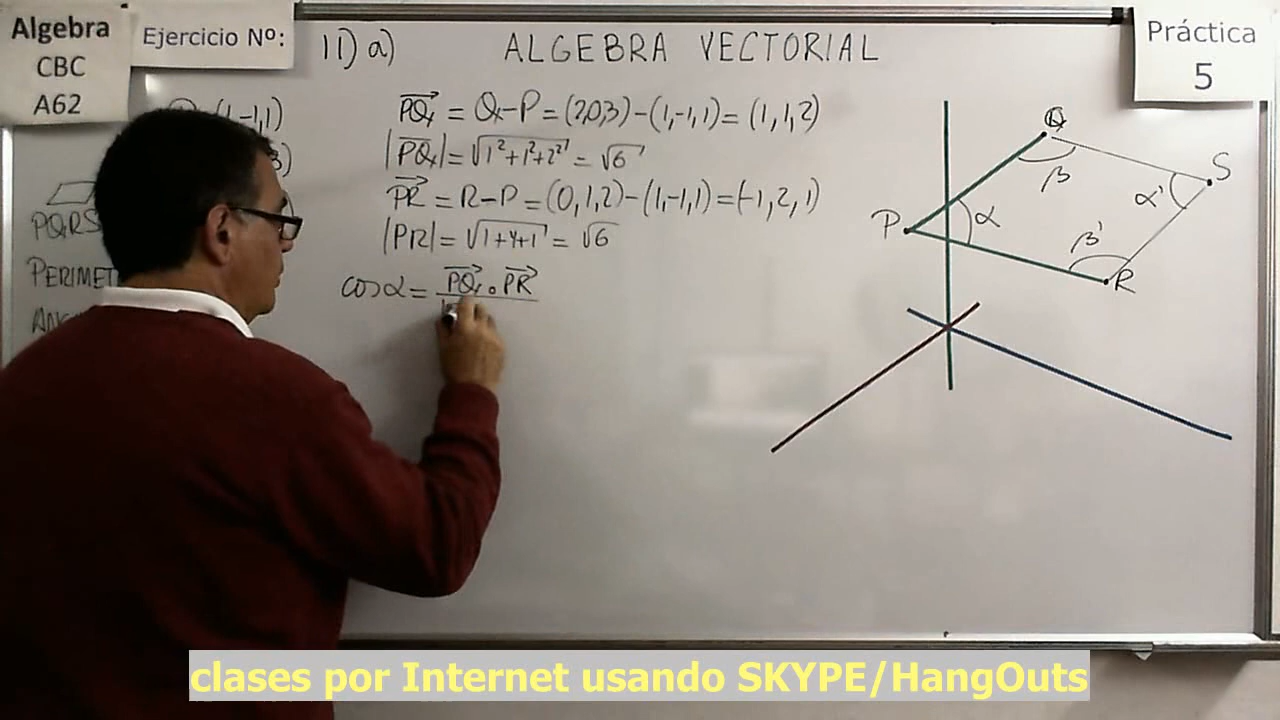 Algebra
CBC
A62
Ejercicio Nº:
11) a)
ALGEBRA VECTORIAL
Práctica
5
PQ = Q-P = (2,0,3)-(1,-1,1) = (1,1,2)
|PQ| = √1²+1²+2² = √6
PR = R-P = (0,1,2)-(1,-1,1) = (-1,2,1)
|PR| = √1+4+1 = √6
cos α = PQ . PR
PQRS
Q
S
β
α'
P
α
β'
R
clases por Internet usando SKYPE/HangOuts